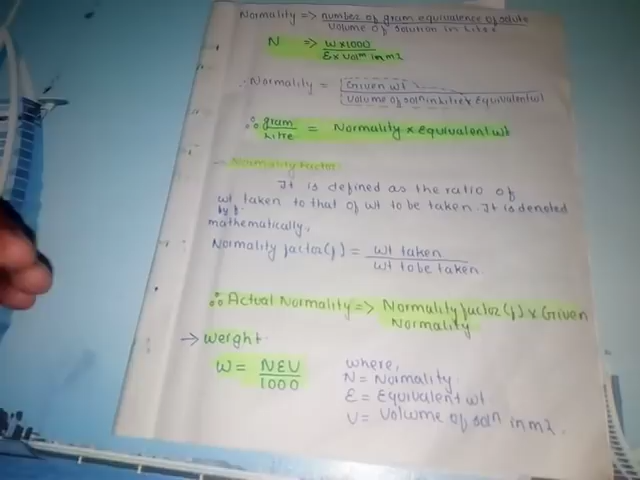 Normality => number of gram equivalence of solute
Volume of solution in Litre
N => W x 1000
E x Volᵐ in mL
∴ Normality = Given wt
Volume of solⁿ in Litre x Equivalent wt
∴ gram
Litre = Normality x Equivalent wt
Normality Factor
It is defined as the ratio of
wt taken to that of wt to be taken. It is denoted
by f.
mathematically,
Normality factor(f) = wt taken
wt to be taken.
∴ Actual Normality => Normality factor(f) x Given
Normality
→ Weight
W = NEV
1000
where,
N = Normality
E = Equivalent wt
V = Volume of solⁿ in mL.